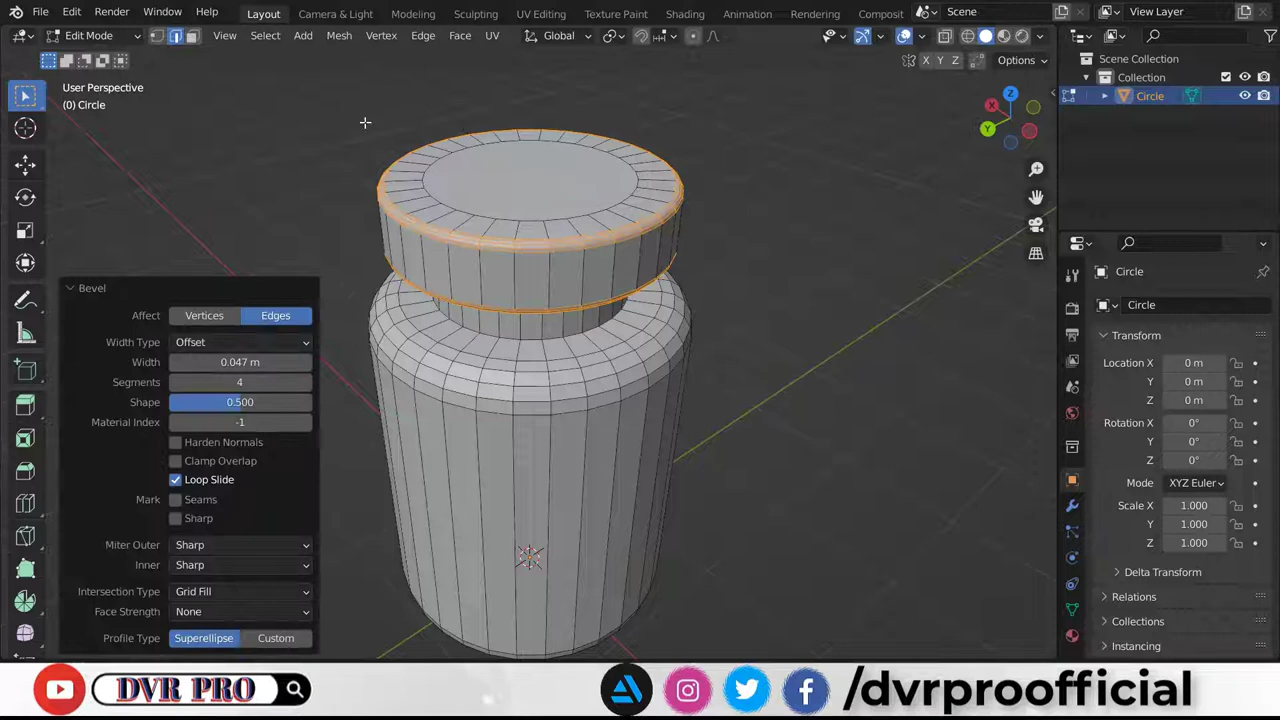 File Edit Render Window Help Layout Camera & Light Modeling Sculpting UV Editing Texture Paint Shading Animation Rendering Composit Scene View Layer
Edit Mode View Select Add Mesh Vertex Edge Face UV Global
X Y Z Options
User Perspective
(0) Circle
Scene Collection
Collection
Circle
Z
X
Y
Bevel
Affect Vertices Edges
Width Type Offset
Width 0.047 m
Segments 4
Shape 0.500
Material Index -1
Harden Normals
Clamp Overlap
Loop Slide
Mark Seams
Sharp
Miter Outer Sharp
Inner Sharp
Intersection Type Grid Fill
Face Strength None
Profile Type Superellipse Custom
Circle
Circle
Transform
Location X 0 m
Y 0 m
Z 0 m
Rotation X 0°
Y 0°
Z 0°
Mode XYZ Euler
Scale X 1.000
Y 1.000
Z 1.000
Delta Transform
Relations
Collections
Instancing
DVR PRO /dvrproofficial